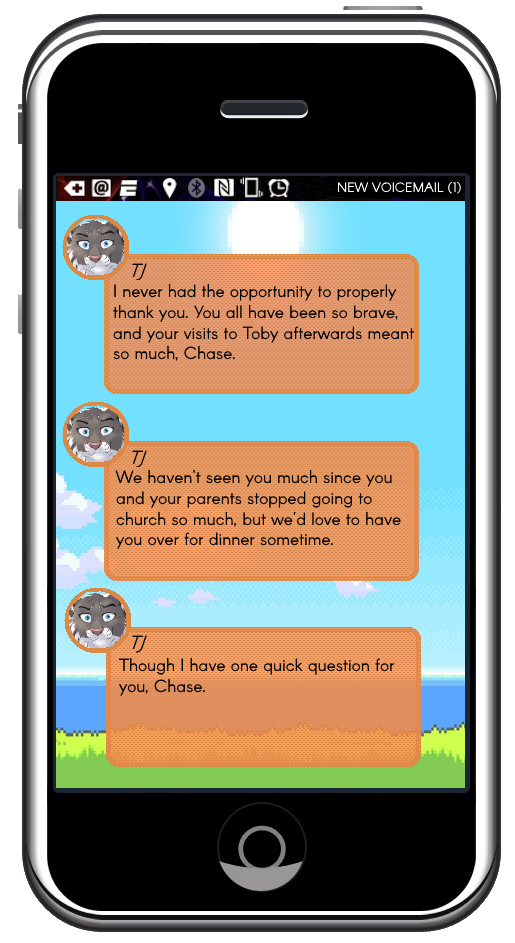 NEW VOICEMAIL (1)
TJ
I never had the opportunity to properly
thank you. You all have been so brave,
and your visits to Toby afterwards meant
so much, Chase.
TJ
We haven't seen you much since you
and your parents stopped going to
church so much, but we'd love to have
you over for dinner sometime.
TJ
Though I have one quick question for
you, Chase.